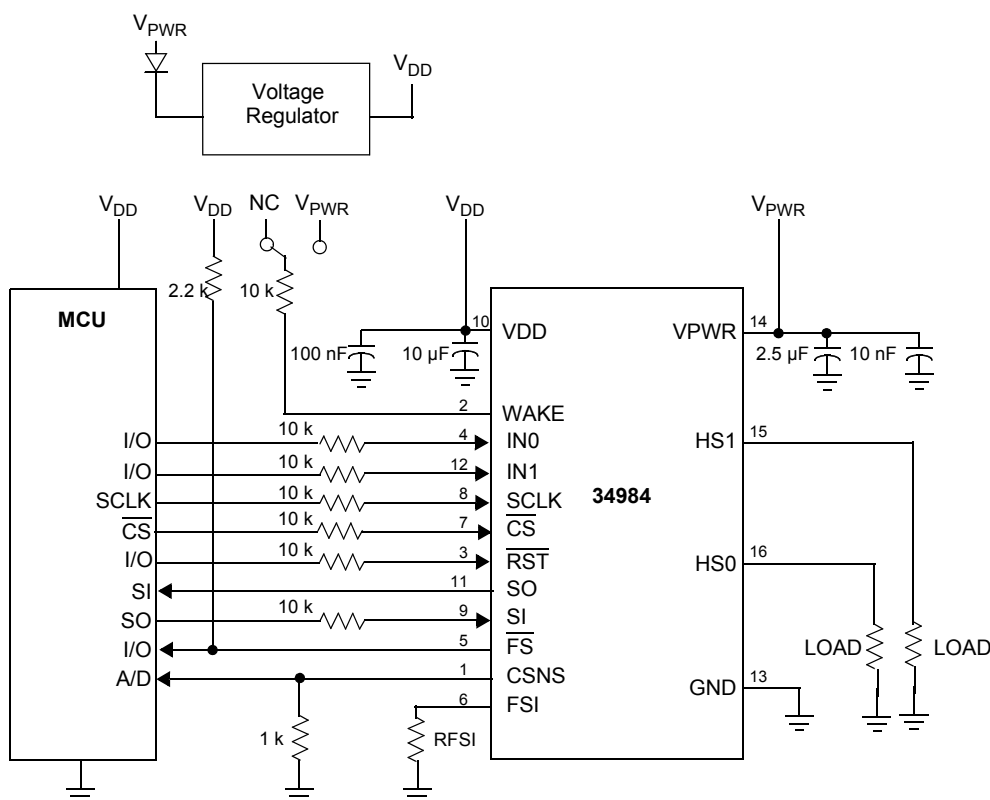 VPWR
Voltage
Regulator
VDD
VDD
VDD
NC
VPWR
VDD
VPWR
MCU
2.2 k
10 k
100 nF
10 µF
10
VDD
VPWR
14
2.5 µF
10 nF
2
WAKE
I/O
10 k
4
IN0
HS1
15
I/O
10 k
12
IN1
SCLK
10 k
8
SCLK
34984
CS
10 k
7
CS
I/O
10 k
3
RST
HS0
16
SI
11
SO
SO
10 k
9
SI
I/O
5
FS
LOAD
LOAD
A/D
1
CSNS
GND
13
6
FSI
1 k
RFSI